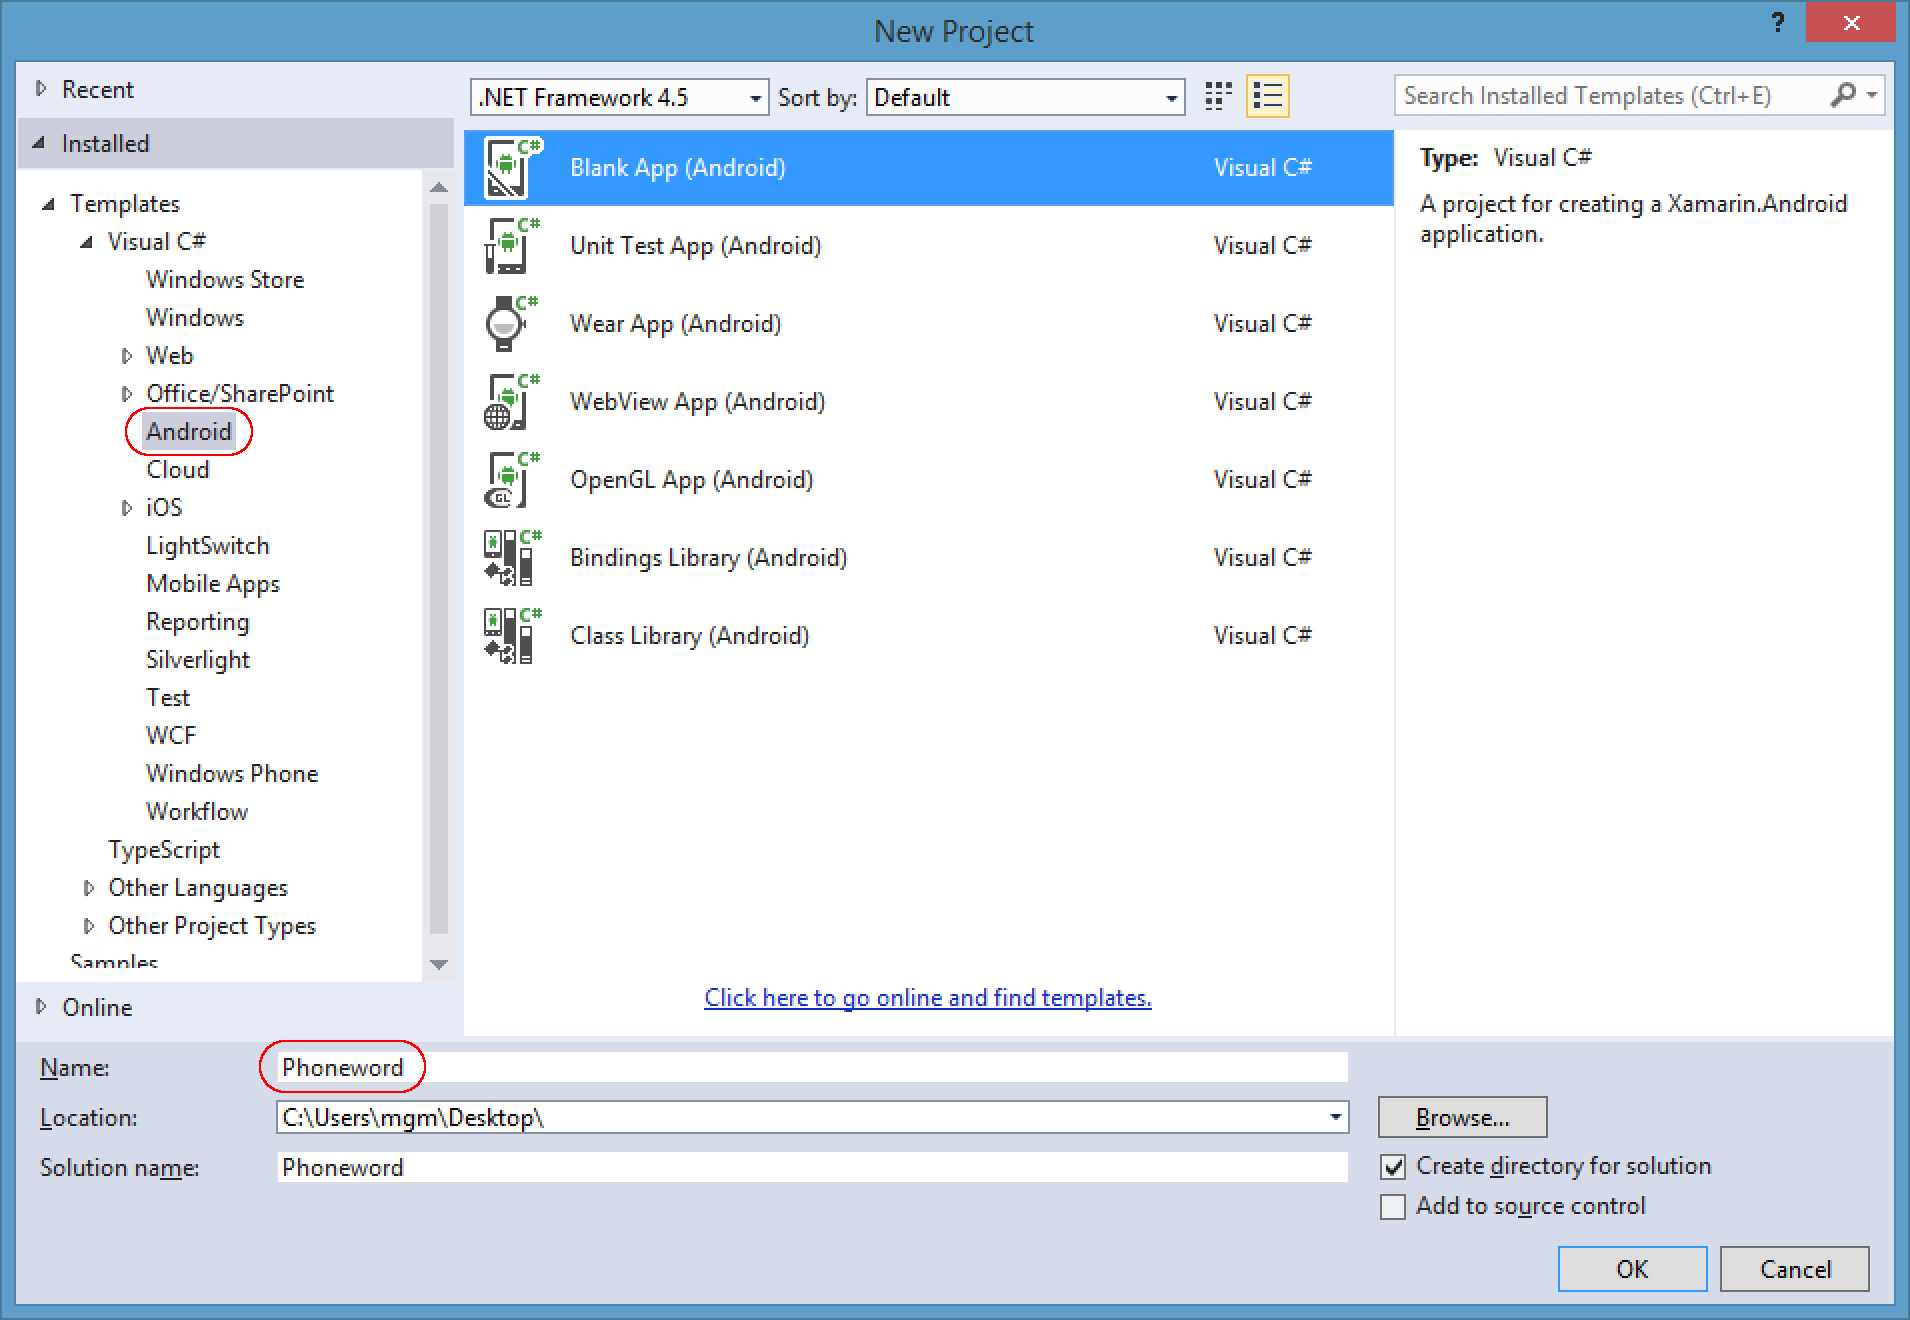 New Project
?
Recent
Installed
Templates
Visual C#
Windows Store
Windows
Web
Office/SharePoint
Android
Cloud
iOS
LightSwitch
Mobile Apps
Reporting
Silverlight
Test
WCF
Windows Phone
Workflow
TypeScript
Other Languages
Other Project Types
Samples
Online
.NET Framework 4.5 Sort by: Default
Search Installed Templates (Ctrl+E)
C# Blank App (Android) Visual C#
C# Unit Test App (Android) Visual C#
C# Wear App (Android) Visual C#
C# WebView App (Android) Visual C#
C# GL OpenGL App (Android) Visual C#
C# Bindings Library (Android) Visual C#
C# Class Library (Android) Visual C#
Click here to go online and find templates.
Type: Visual C#
A project for creating a Xamarin.Android
application.
Name: Phoneword
Location: C:\Users\mgm\Desktop\ Browse...
Solution name: Phoneword
Create directory for solution
Add to source control
OK Cancel